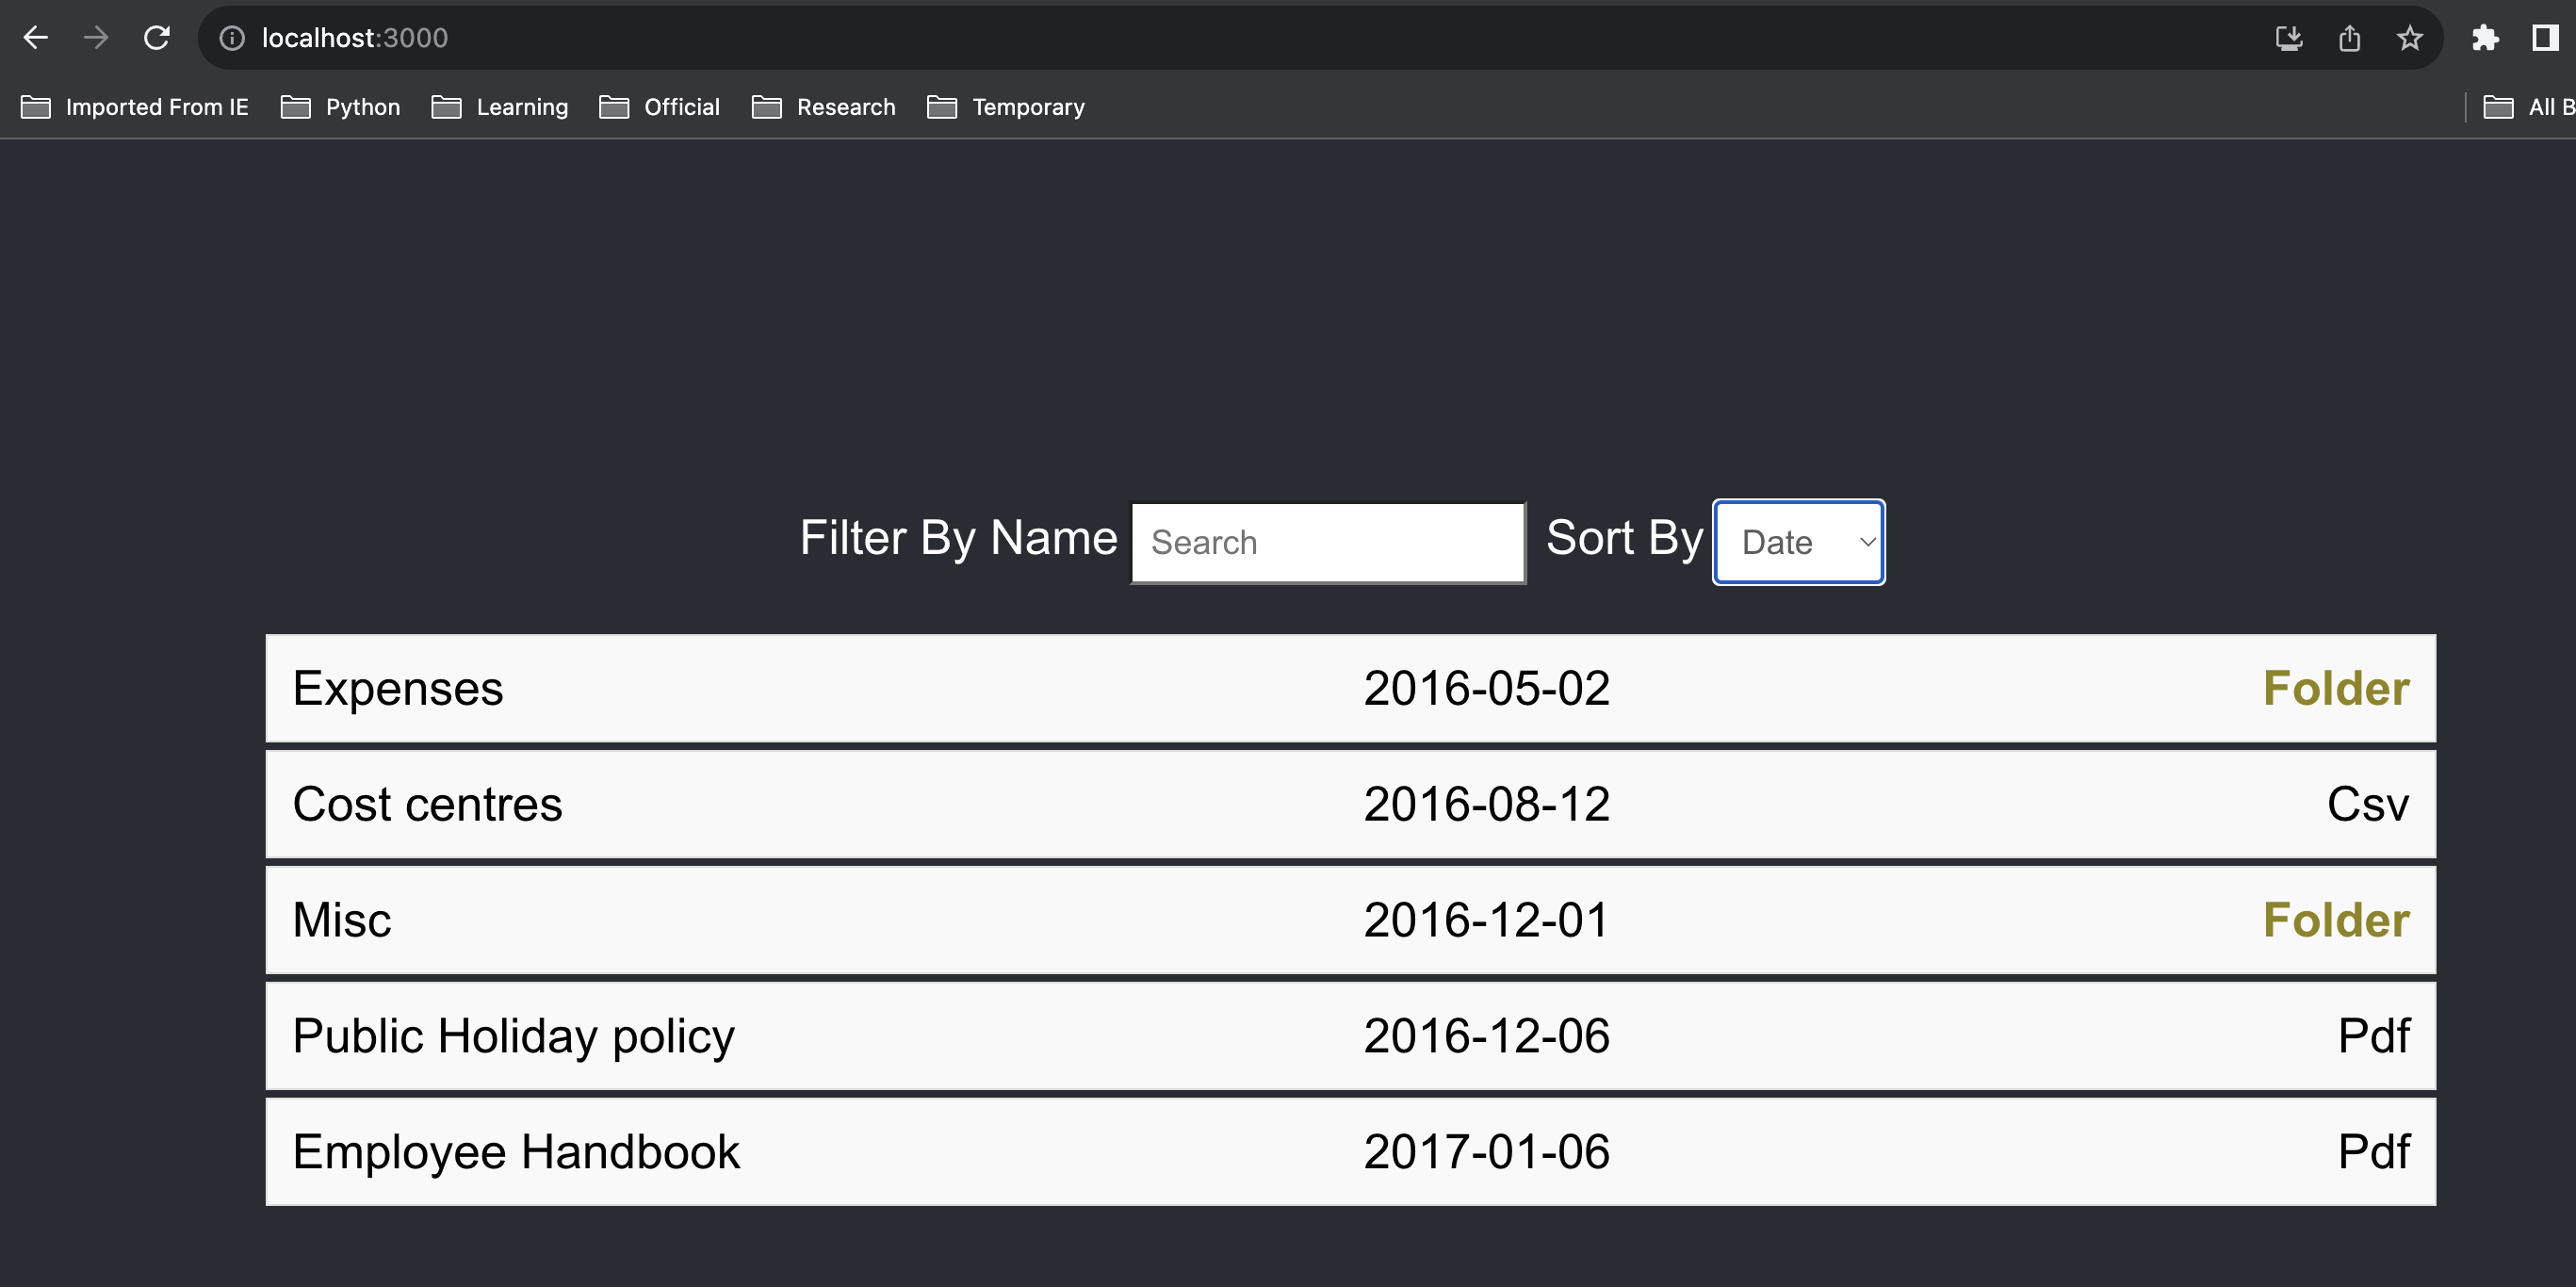 localhost:3000
Imported From IE Python Learning Official Research Temporary All B
Filter By Name Search Sort By Date
Expenses 2016-05-02 Folder
Cost centres 2016-08-12 Csv
Misc 2016-12-01 Folder
Public Holiday policy 2016-12-06 Pdf
Employee Handbook 2017-01-06 Pdf